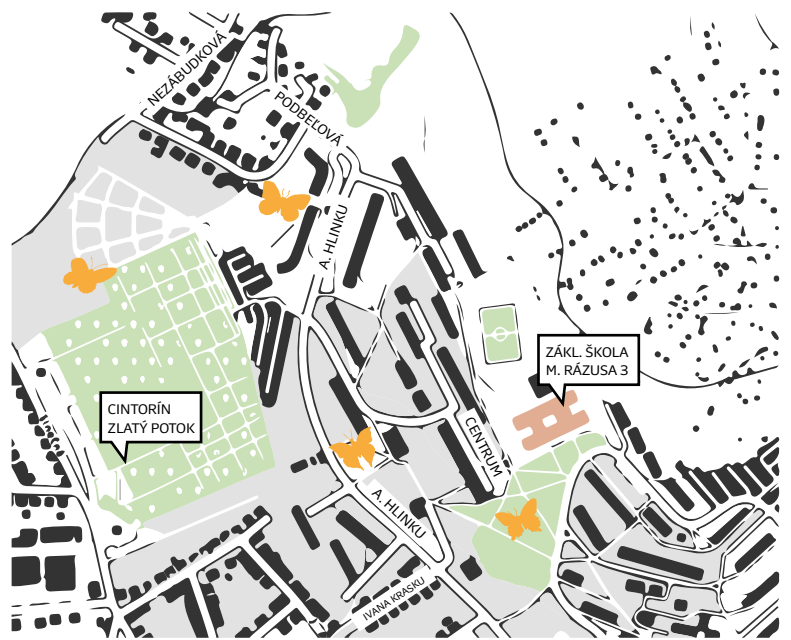 NEZÁBUDKOVÁ
PODBEĽOVÁ
A. HLINKU
ZÁKL. ŠKOLA
M. RÁZUSA 3
CINTORÍN
ZLATÝ POTOK
CENTRUM
A. HLINKU
IVANA KRASKU